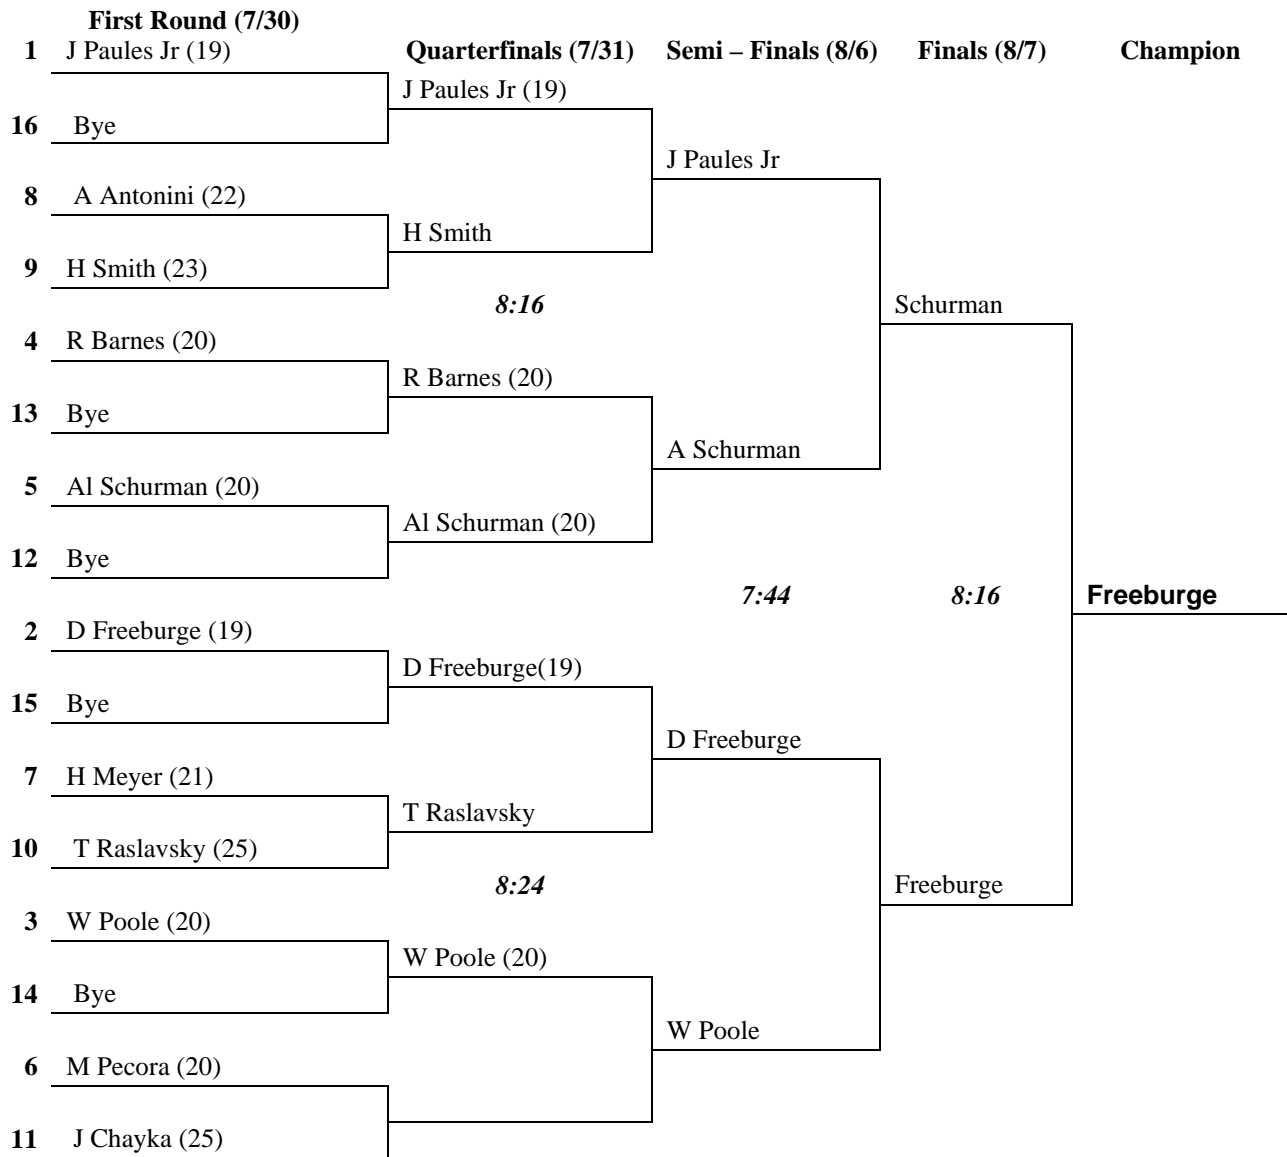 First Round (7/30)
1 J Paules Jr (19) Quarterfinals (7/31) Semi – Finals (8/6) Finals (8/7) Champion
J Paules Jr (19)
16 Bye
J Paules Jr
8 A Antonini (22)
H Smith
9 H Smith (23)
8:16 Schurman
4 R Barnes (20)
R Barnes (20)
13 Bye
A Schurman
5 Al Schurman (20)
Al Schurman (20)
12 Bye
7:44 8:16 Freeburge
2 D Freeburge (19)
D Freeburge(19)
15 Bye
D Freeburge
7 H Meyer (21)
T Raslavsky
10 T Raslavsky (25)
8:24 Freeburge
3 W Poole (20)
W Poole (20)
14 Bye
W Poole
6 M Pecora (20)
11 J Chayka (25)